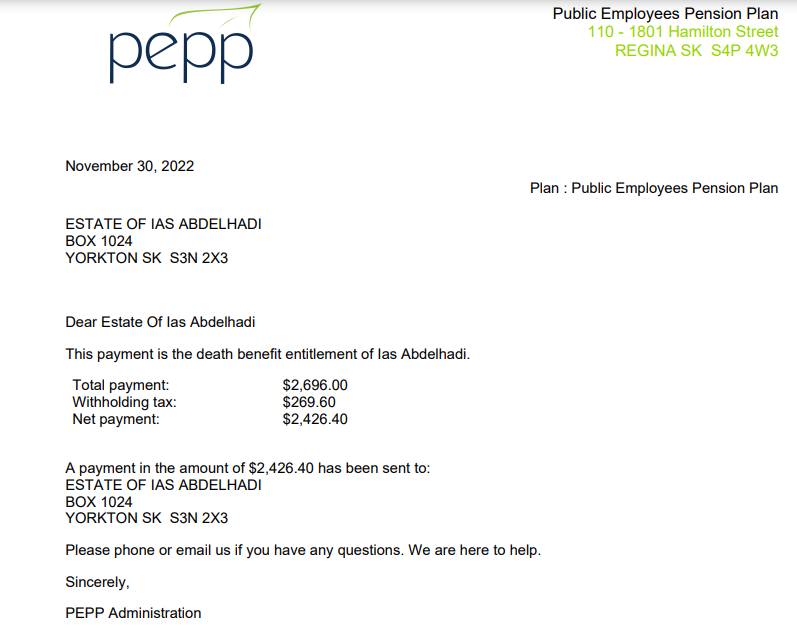 pepp
Public Employees Pension Plan
110 - 1801 Hamilton Street
REGINA SK S4P 4W3
November 30, 2022
Plan : Public Employees Pension Plan
ESTATE OF IAS ABDELHADI
BOX 1024
YORKTON SK S3N 2X3
Dear Estate Of Ias Abdelhadi
This payment is the death benefit entitlement of Ias Abdelhadi.
Total payment: $2,696.00
Withholding tax: $269.60
Net payment: $2,426.40
A payment in the amount of $2,426.40 has been sent to:
ESTATE OF IAS ABDELHADI
BOX 1024
YORKTON SK S3N 2X3
Please phone or email us if you have any questions. We are here to help.
Sincerely,
PEPP Administration